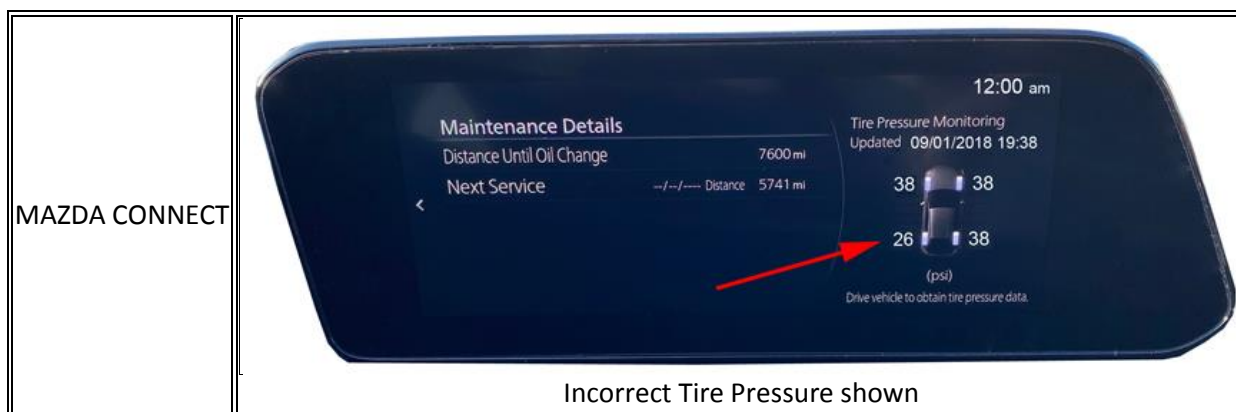 MAZDA CONNECT
12:00 am
Maintenance Details
Distance Until Oil Change 7600 mi
Next Service --/--/---- Distance 5741 mi
<
Tire Pressure Monitoring
Updated 09/01/2018 19:38
38 38
26 38
(psi)
Drive vehicle to obtain tire pressure data.
Incorrect Tire Pressure shown